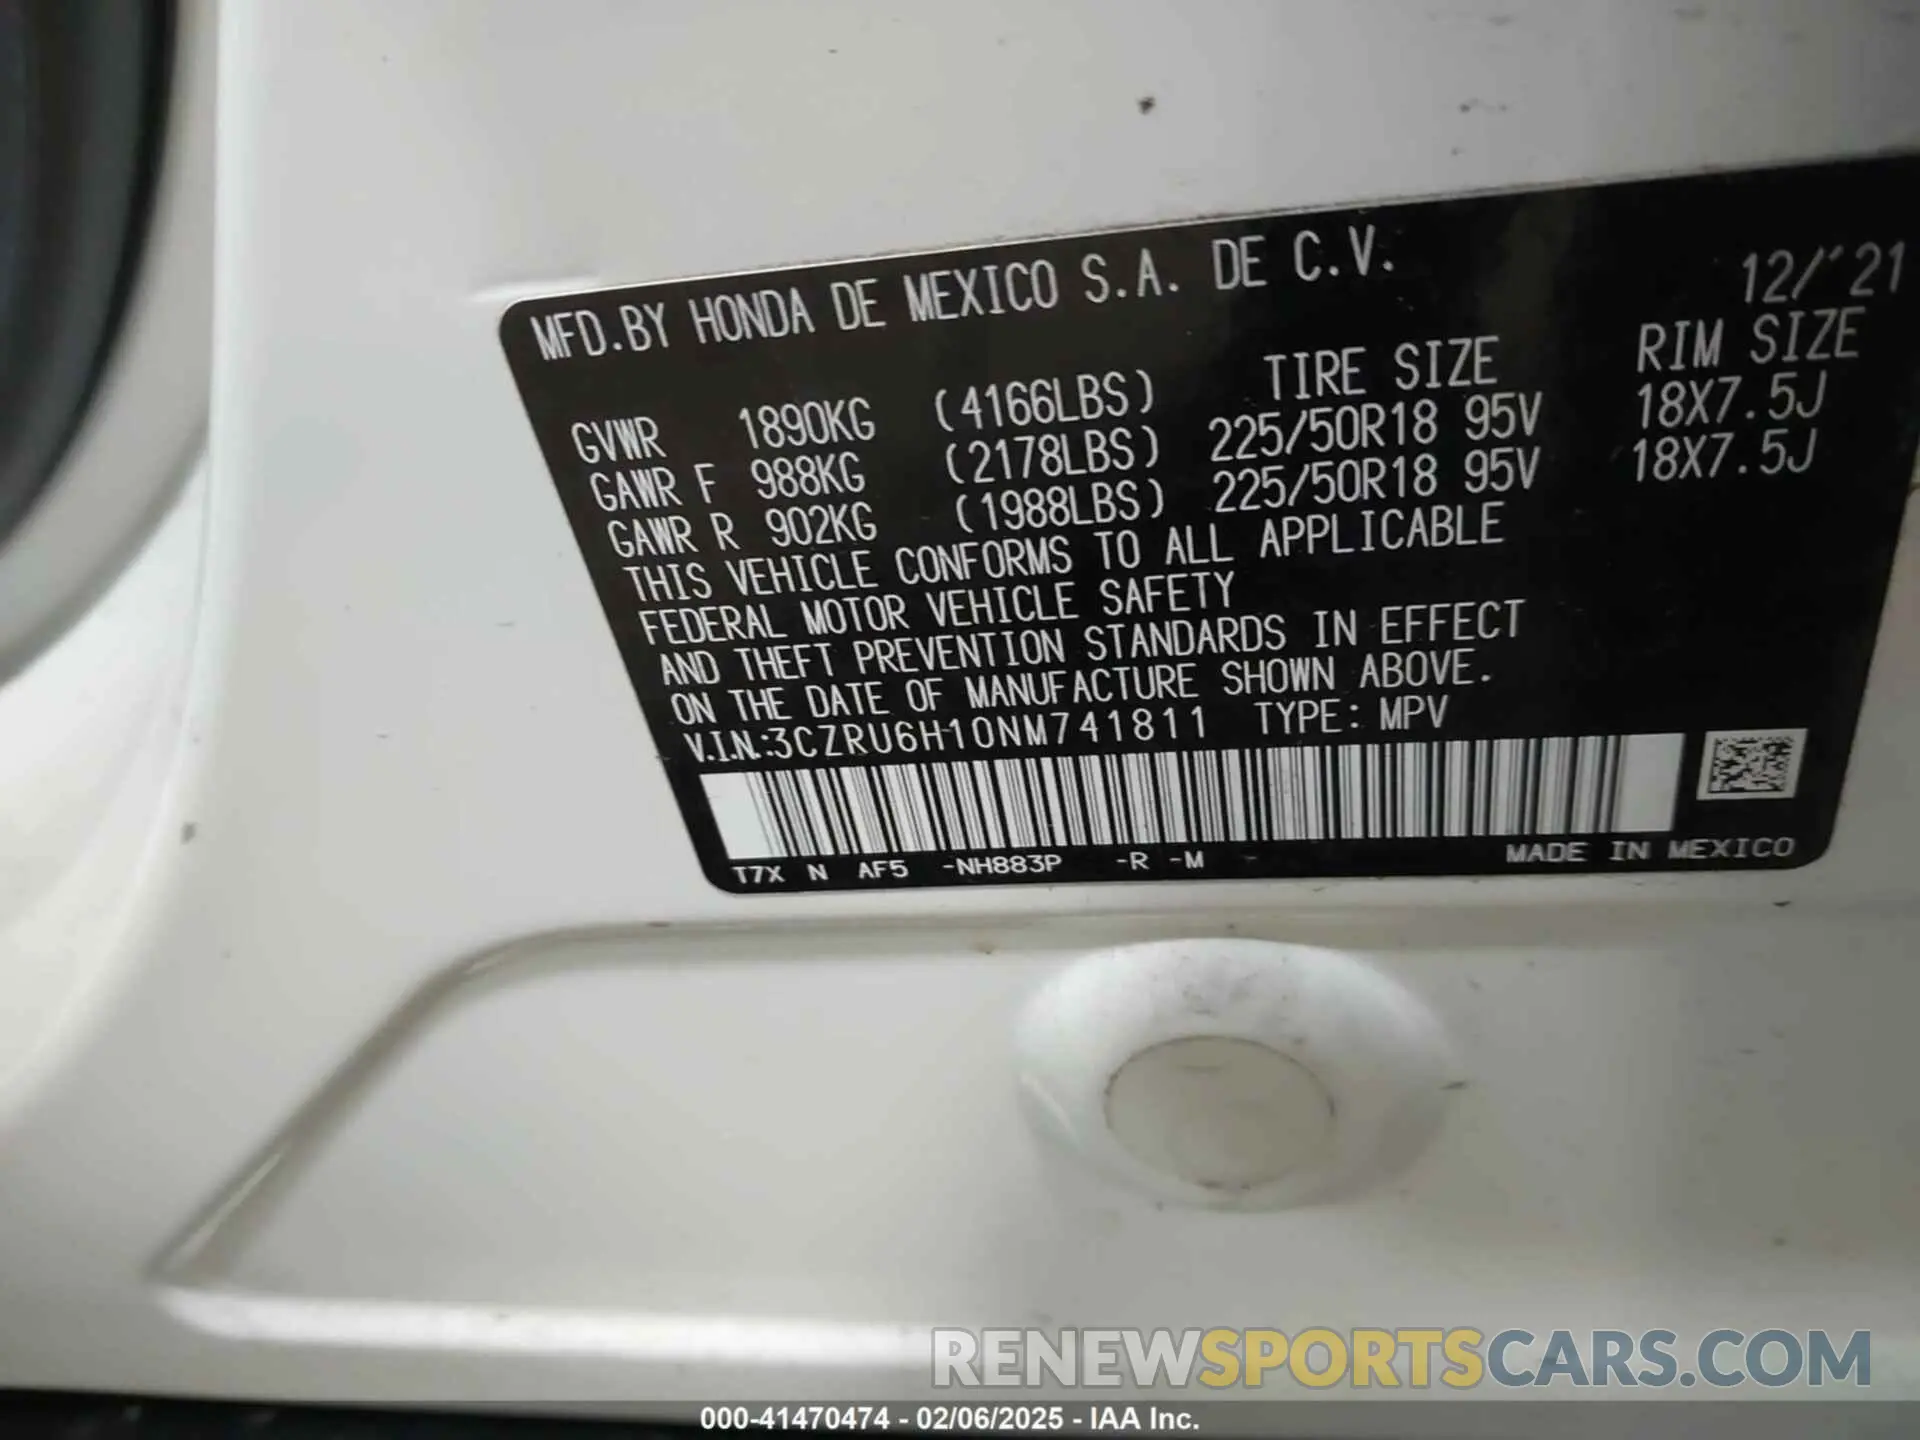 MFD.BY HONDA DE MEXICO S.A. DE C.V. 12/'21
TIRE SIZE RIM SIZE
GVWR 1890KG (4166LBS)
GAWR F 988KG (2178LBS) 225/50R18 95V 18X7.5J
GAWR R 902KG (1988LBS) 225/50R18 95V 18X7.5J
THIS VEHICLE CONFORMS TO ALL APPLICABLE
FEDERAL MOTOR VEHICLE SAFETY
AND THEFT PREVENTION STANDARDS IN EFFECT
ON THE DATE OF MANUFACTURE SHOWN ABOVE.
V.I.N.:3CZRU6H10NM741811 TYPE: MPV
T7X N AF5 -NH883P -R -M - MADE IN MEXICO
RENEWSPORTSCARS.COM
000-41470474 - 02/06/2025 - IAA Inc.